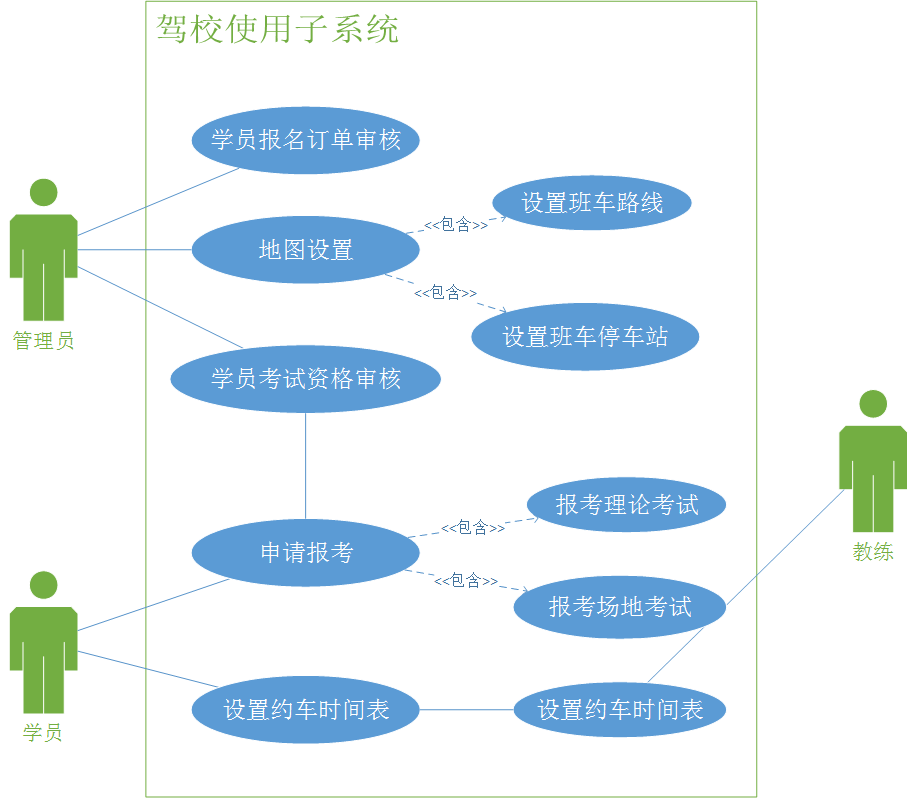 驾校使用子系统
学员报名订单审核
设置班车路线
<<包含>>
地图设置
<<包含>>
管理员
设置班车停车站
学员考试资格审核
报考理论考试
<<包含>>
申请报考
教练
<<包含>>
报考场地考试
设置约车时间表
设置约车时间表
学员